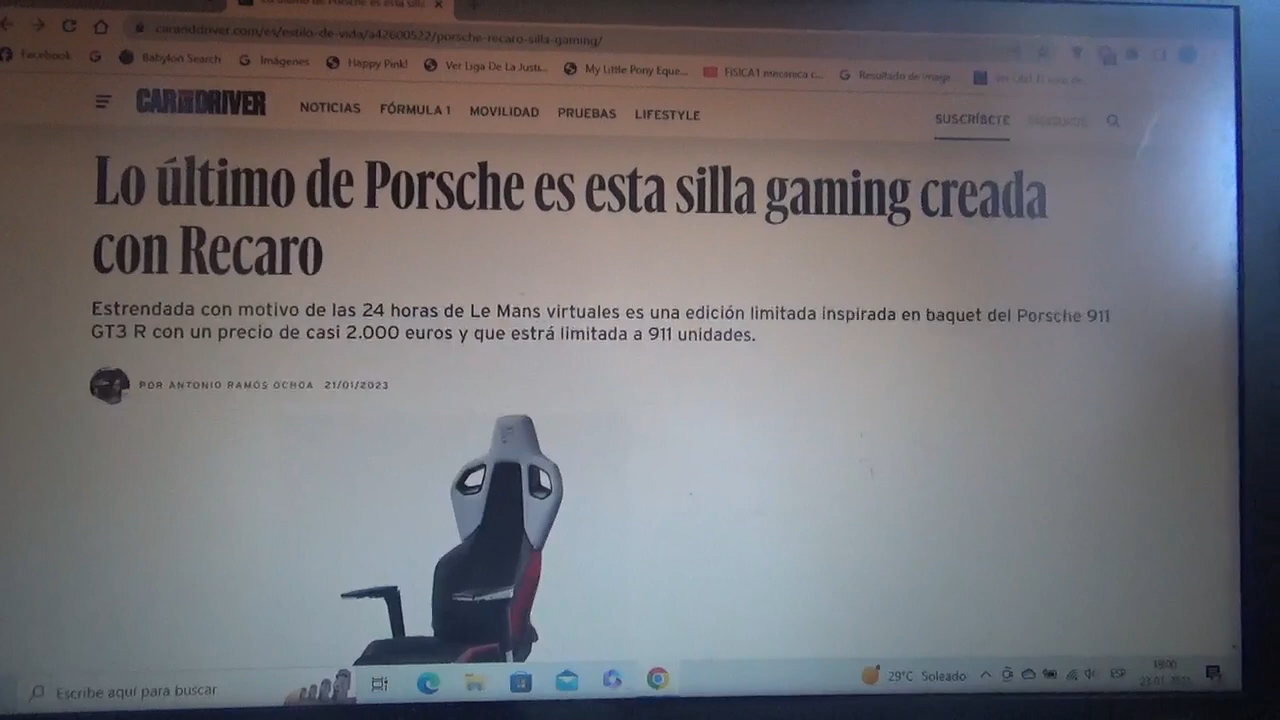 caranddriver.com/es/estilo-de-vida/a42600522/porsche-recaro-silla-gaming/
Facebook Babylon Search Imágenes Happy Pink! Ver Liga De La Justi... My Little Pony Eque... FISICA1 mecanica c... Resultado de image...
CAR AND DRIVER NOTICIAS FÓRMULA 1 MOVILIDAD PRUEBAS LIFESTYLE SUSCRÍBETE
Lo último de Porsche es esta silla gaming creada
con Recaro
Estrendada con motivo de las 24 horas de Le Mans virtuales es una edición limitada inspirada en baquet del Porsche 911
GT3 R con un precio de casi 2.000 euros y que estrá limitada a 911 unidades.
POR ANTONIO RAMOS OCHOA 21/01/2023
Escribe aquí para buscar 29°C Soleado ESP